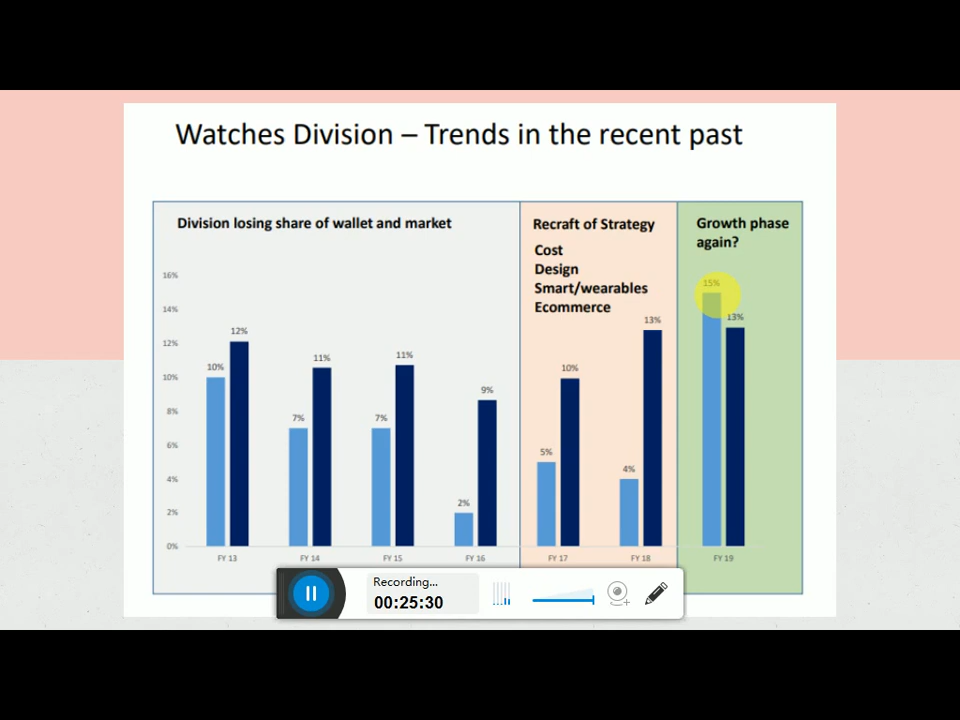 Watches Division – Trends in the recent past
Division losing share of wallet and market
Recraft of Strategy
Cost
Design
Smart/wearables
Ecommerce
Growth phase
again?
16%
14%
12%
10%
8%
6%
4%
2%
0%
10%
12%
7%
11%
7%
11%
2%
9%
5%
10%
4%
13%
15%
13%
FY 13
FY 14
FY 15
FY 16
FY 17
FY 18
FY 19
Recording...
00:25:30